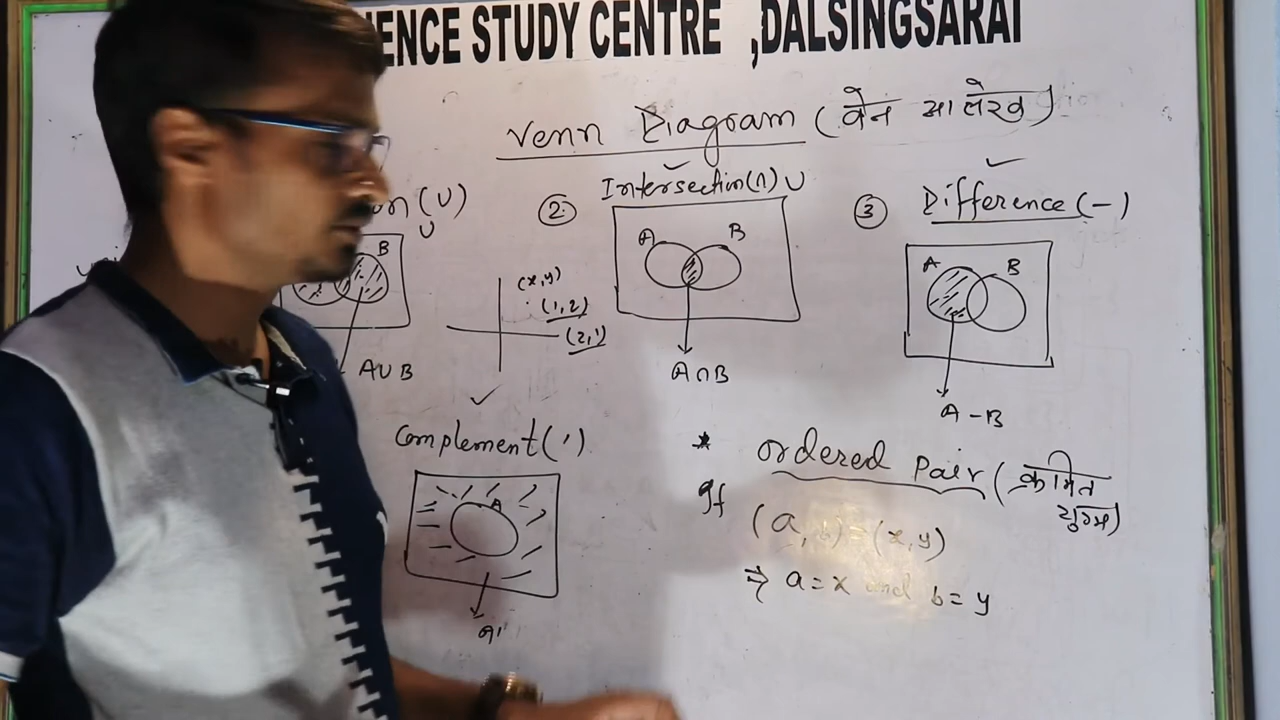 IENCE STUDY CENTRE ,DALSINGSARAI
Venn Diagram (वेन आलेख)
on (∪)
∪
B
A∪B
(x,y)
(1,2)
(2,1)
② Intersection(∩) ∪
A B
A∩B
③ Difference (-)
A B
A-B
Complement(')
A
A'
* ordered pair (क्रमित युग्म)
If (a,b)=(x,y)
⇒ a=x and b=y